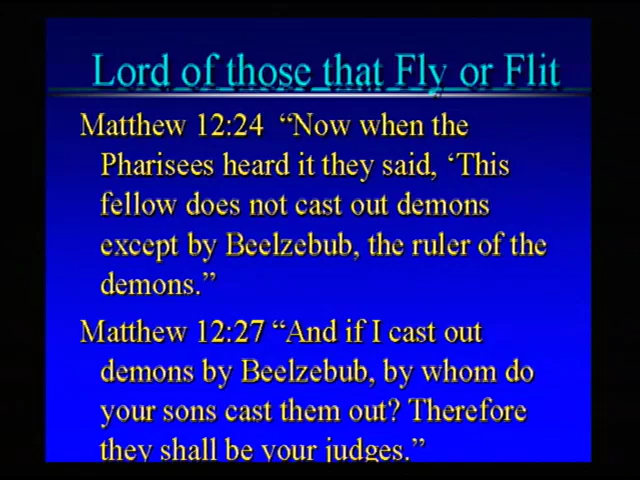 Lord of those that Fly or Flit
Matthew 12:24  “Now when the
Pharisees heard it they said, ‘This
fellow does not cast out demons
except by Beelzebub, the ruler of the
demons.”
Matthew 12:27 “And if I cast out
demons by Beelzebub, by whom do
your sons cast them out? Therefore
they shall be your judges.”